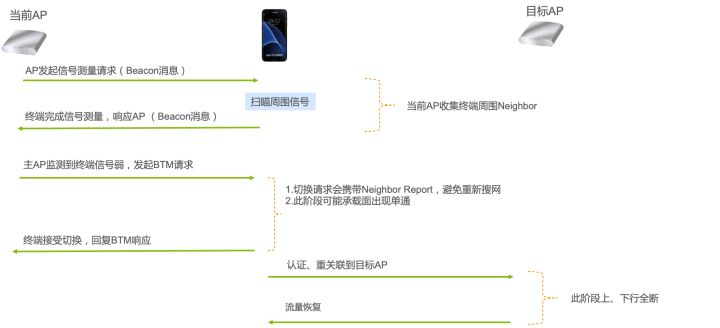 当前AP
目标AP
AP发起信号测量请求（Beacon消息）
扫瞄周围信号
当前AP收集终端周围Neighbor
终端完成信号测量，响应AP （ Beacon消息）
主AP监测到终端信号弱，发起BTM请求
1.切换请求会携带Neighbor Report，避免重新搜网
2.此阶段可能承载面出现单通
终端接受切换，回复BTM响应
认证、重关联到目标AP
此阶段上、下行全断
流量恢复